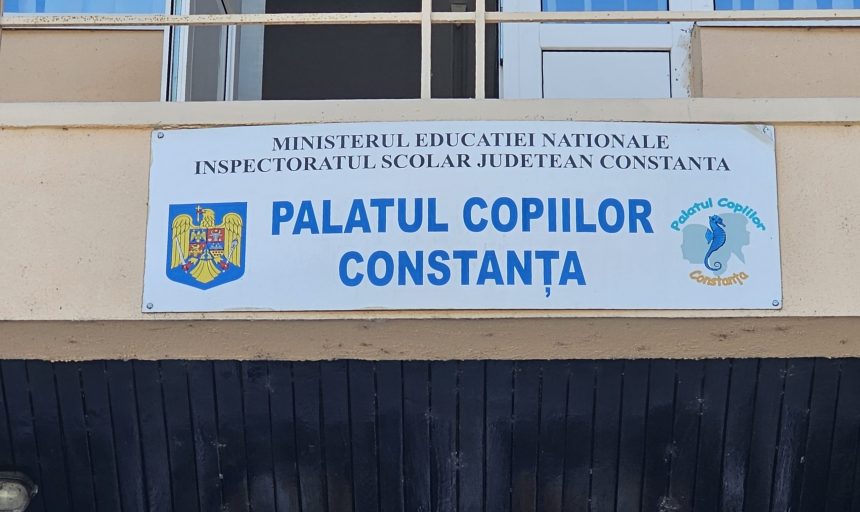 MINISTERUL EDUCATIEI NATIONALE
INSPECTORATUL SCOLAR JUDETEAN CONSTANTA
PALATUL COPIILOR
CONSTANȚA
Palatul Copiilor
Constanța